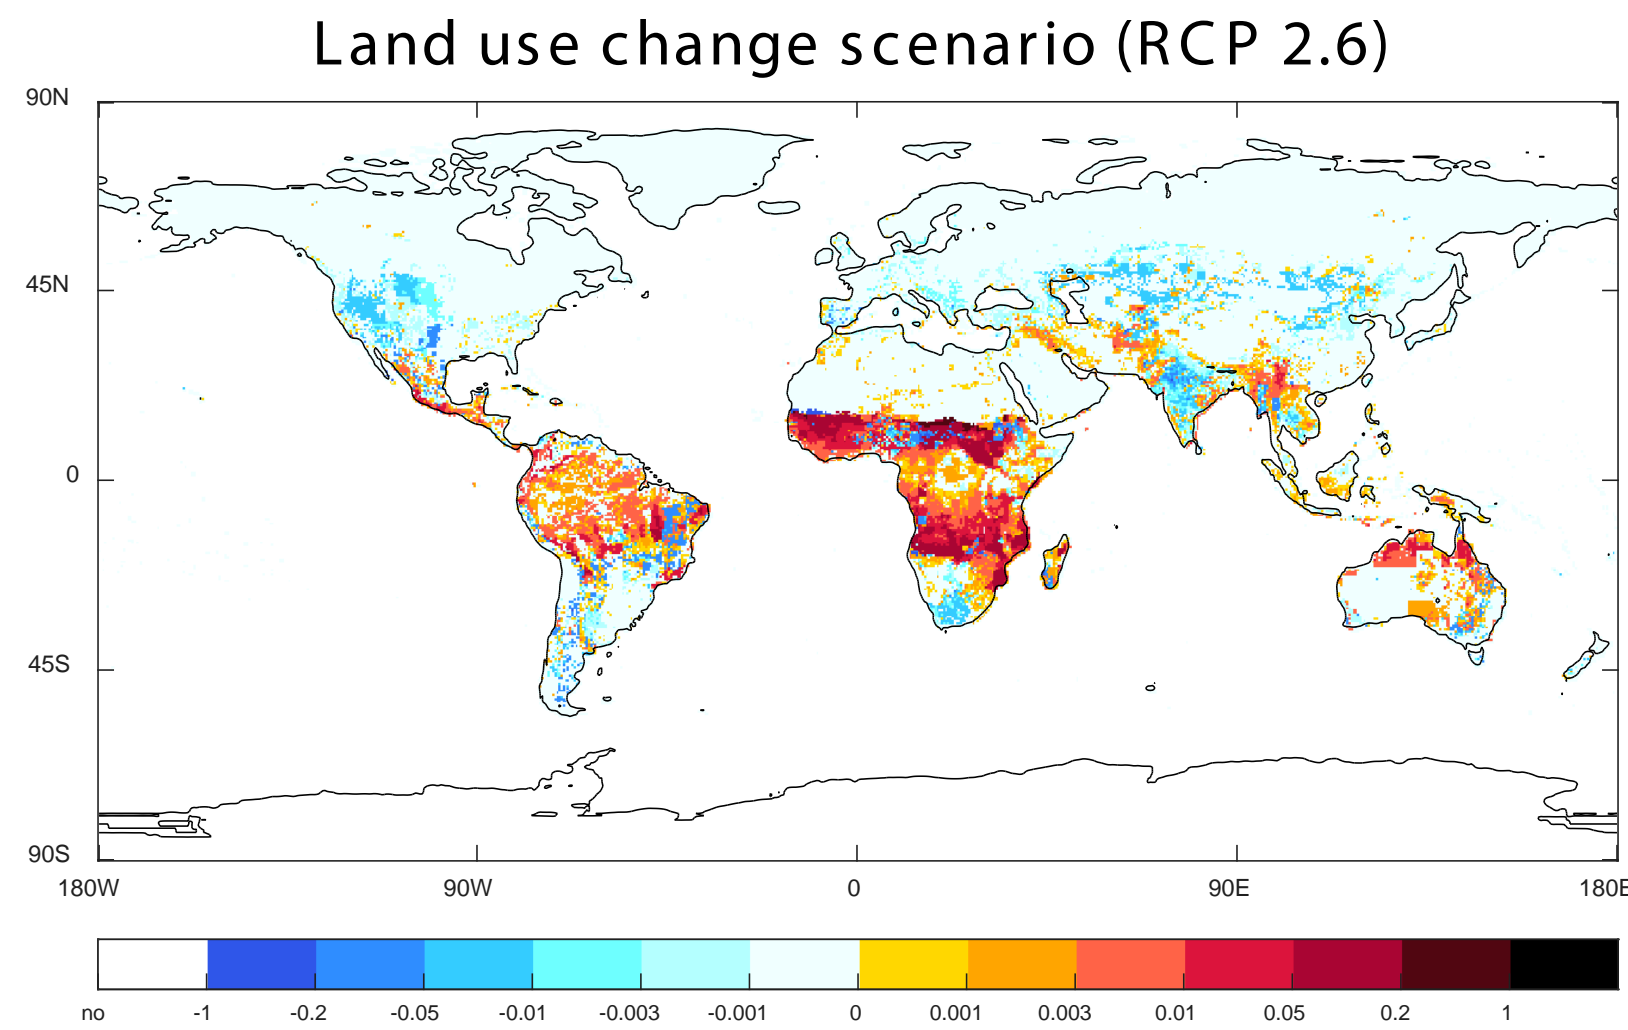 Land use change scenario (RCP 2.6)
90N
45N
0
45S
90S
180W 90W 0 90E 180E
no -1 -0.2 -0.05 -0.01 -0.003 -0.001 0 0.001 0.003 0.01 0.05 0.2 1